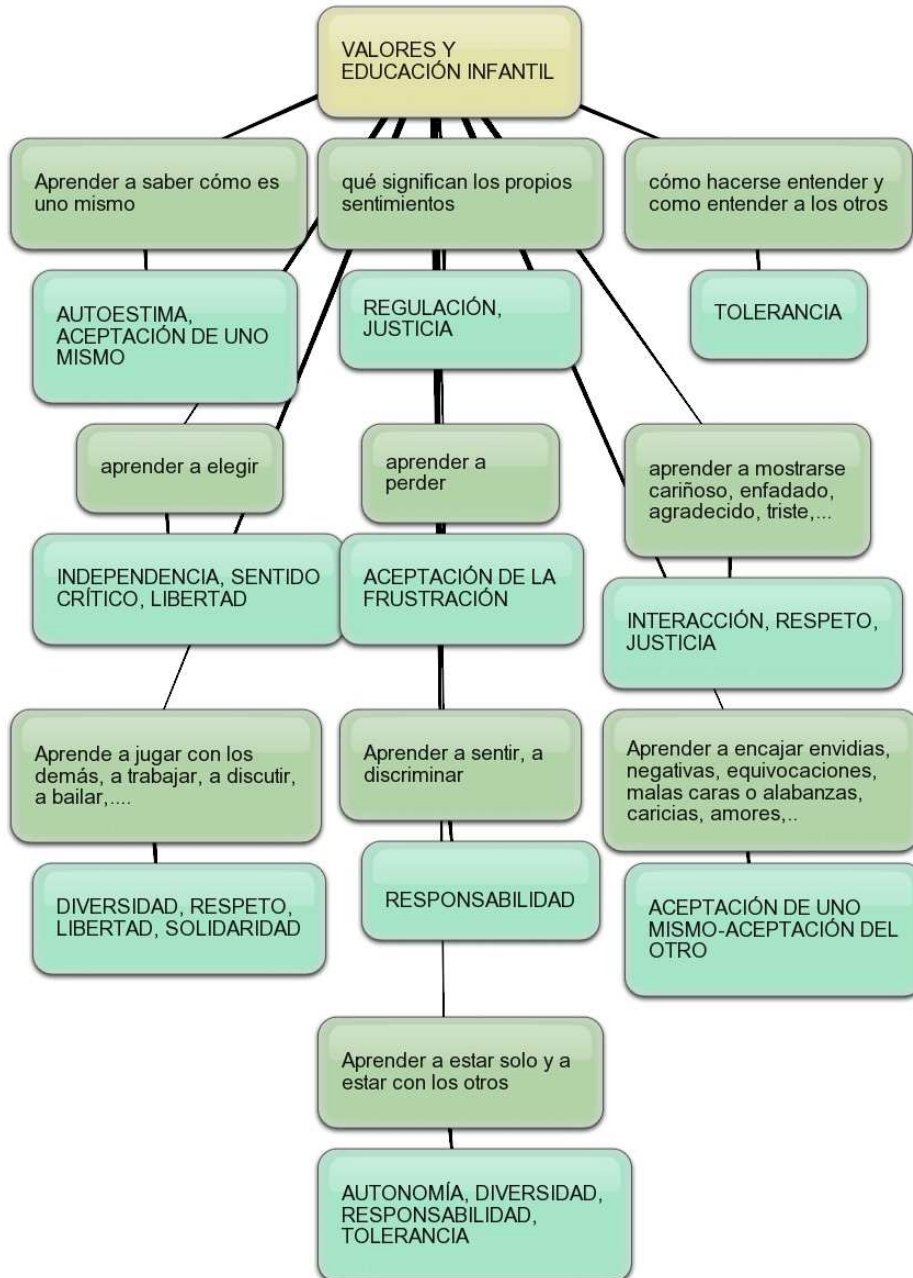 VALORES Y
EDUCACIÓN INFANTIL
Aprender a saber cómo es
uno mismo
qué significan los propios
sentimientos
cómo hacerse entender y
como entender a los otros
AUTOESTIMA,
ACEPTACIÓN DE UNO
MISMO
REGULACIÓN,
JUSTICIA
TOLERANCIA
aprender a elegir
aprender a
perder
aprender a mostrarse
cariñoso, enfadado,
agradecido, triste,...
INDEPENDENCIA, SENTIDO
CRÍTICO, LIBERTAD
ACEPTACIÓN DE LA
FRUSTRACIÓN
INTERACCIÓN, RESPETO,
JUSTICIA
Aprende a jugar con los
demás, a trabajar, a discutir,
a bailar,....
Aprender a sentir, a
discriminar
Aprender a encajar envidias,
negativas, equivocaciones,
malas caras o alabanzas,
caricias, amores,..
DIVERSIDAD, RESPETO,
LIBERTAD, SOLIDARIDAD
RESPONSABILIDAD
ACEPTACIÓN DE UNO
MISMO-ACEPTACIÓN DEL
OTRO
Aprender a estar solo y a
estar con los otros
AUTONOMÍA, DIVERSIDAD,
RESPONSABILIDAD,
TOLERANCIA